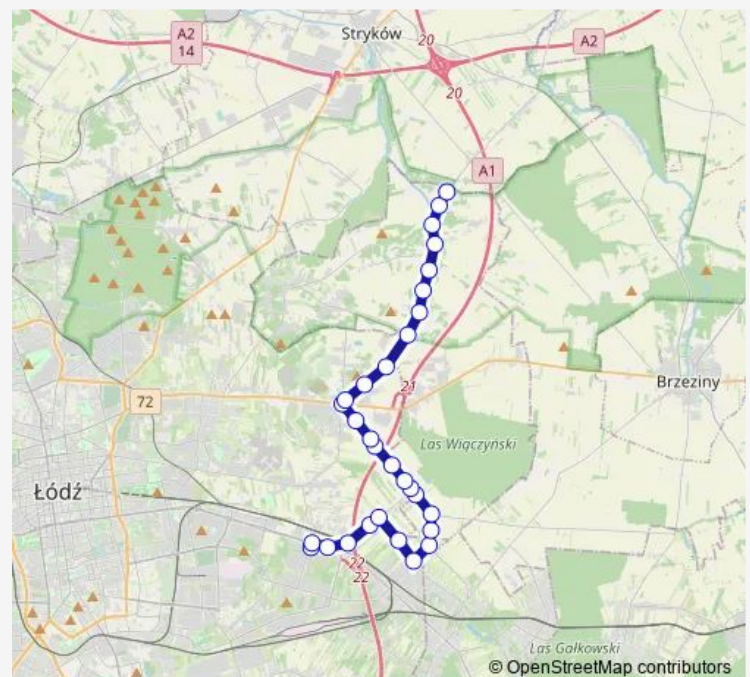 Stryków
20
A2
14
A2
20
A1
21
72
Brzeziny
Las Wiączyński
Łódź
22
22
Las Gałkowski
© OpenStreetMap contributors